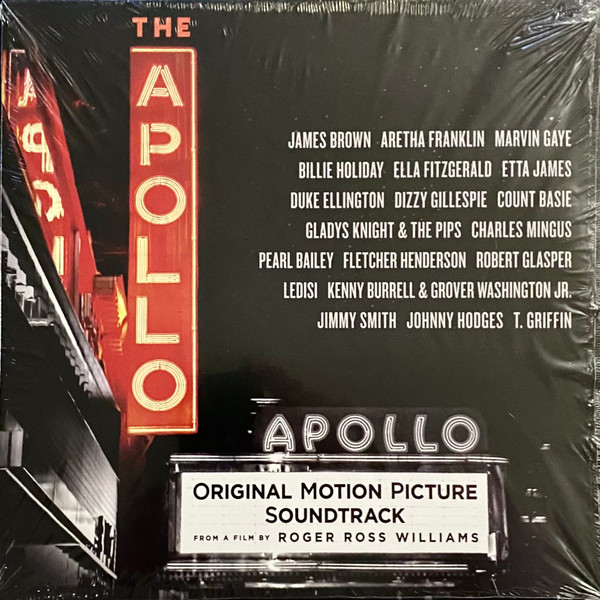 THE
APOLLO
APOLLO
JAMES BROWN ARETHA FRANKLIN MARVIN GAYE
BILLIE HOLIDAY ELLA FITZGERALD ETTA JAMES
DUKE ELLINGTON DIZZY GILLESPIE COUNT BASIE
GLADYS KNIGHT & THE PIPS CHARLES MINGUS
PEARL BAILEY FLETCHER HENDERSON ROBERT GLASPER
LEDISI KENNY BURRELL & GROVER WASHINGTON JR.
JIMMY SMITH JOHNNY HODGES T. GRIFFIN
APOLLO
ORIGINAL MOTION PICTURE
SOUNDTRACK
FROM A FILM BY ROGER ROSS WILLIAMS